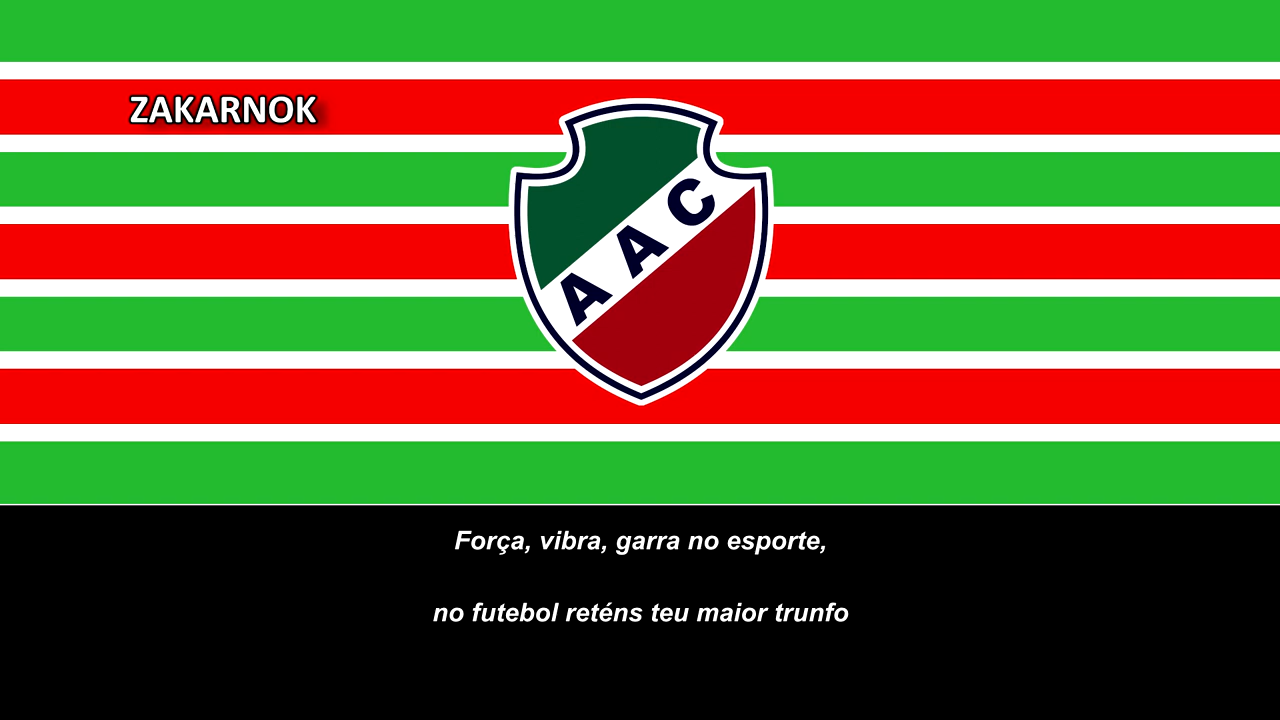 ZAKARNOK
AAC
Força, vibra, garra no esporte,
no futebol reténs teu maior trunfo